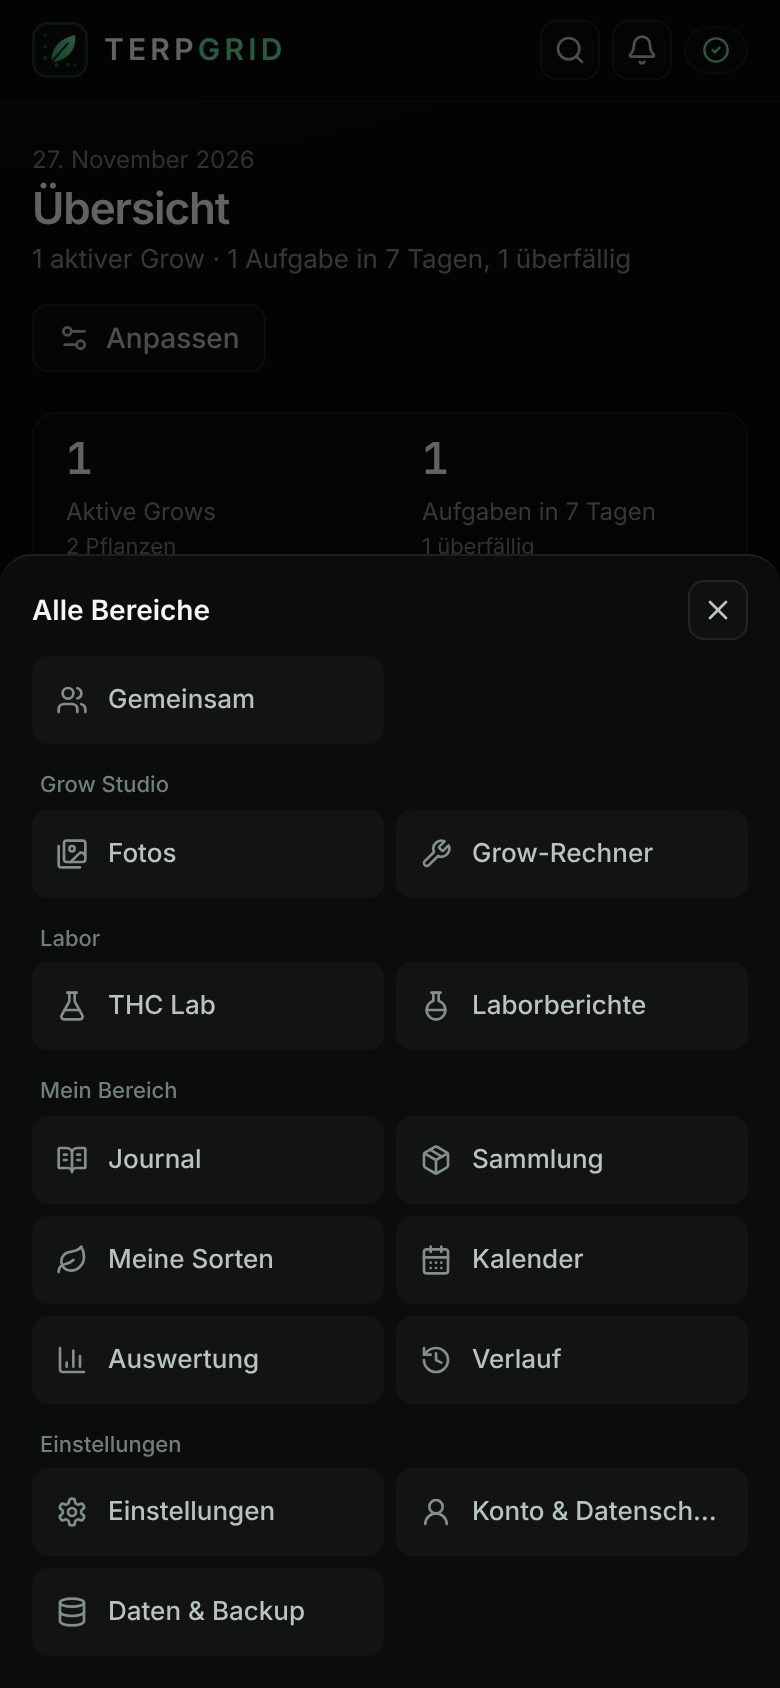 TERPGRID
27. November 2026
Übersicht
1 aktiver Grow · 1 Aufgabe in 7 Tagen, 1 überfällig
Anpassen
1
1
Aktive Grows
Aufgaben in 7 Tagen
2 Pflanzen
1 überfällig
Alle Bereiche
Gemeinsam
Grow Studio
Fotos
Grow-Rechner
Labor
THC Lab
Laborberichte
Mein Bereich
Journal
Sammlung
Meine Sorten
Kalender
Auswertung
Verlauf
Einstellungen
Einstellungen
Konto & Datensch...
Daten & Backup